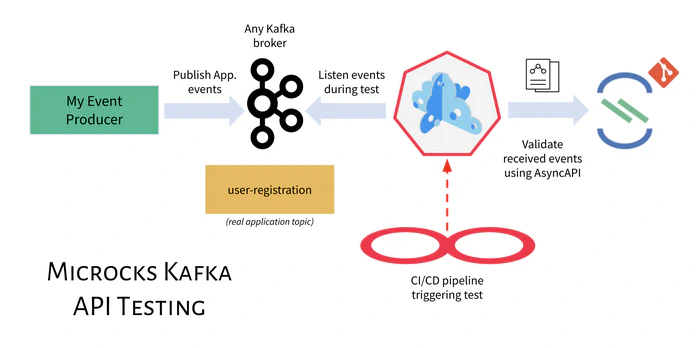 Any Kafka
broker
Publish App.
events
Listen events
during test
My Event
Producer
Validate
received events
using AsyncAPI
user-registration
(real application topic)
CI/CD pipeline
triggering test
Microcks Kafka
API Testing